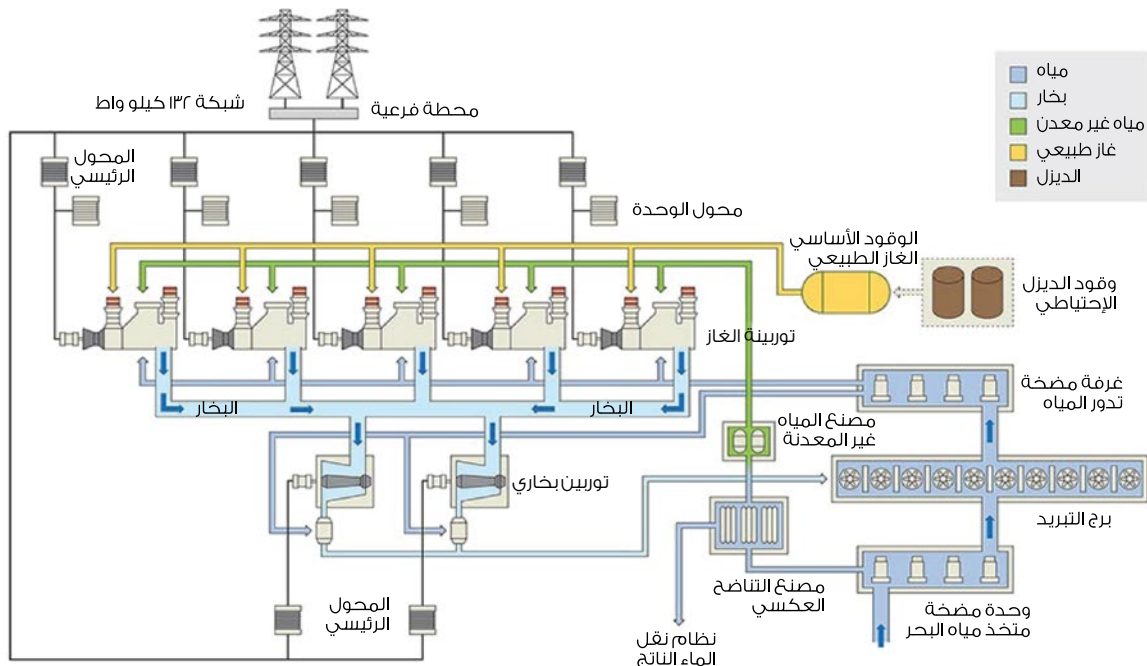 شبكة ١٣٢ كيلو واط
محطة فرعية
مياه
بخار
مياه غير معدن
غاز طبيعي
الديزل
المحول
الرئيسي
محول الوحدة
الوقود الأساسي
الغاز الطبيعي
وقود الديزل
الإحتياطي
توربينة الغاز
غرفة مضخة
تدور المياه
البخار
البخار
مصنع المياه
غير المعدنة
توربين بخاري
برج التبريد
مصنع التناضح
العكسي
وحدة مضخة
متخذ مياه البحر
المحول
الرئيسي
نظام نقل
الماء الناتج